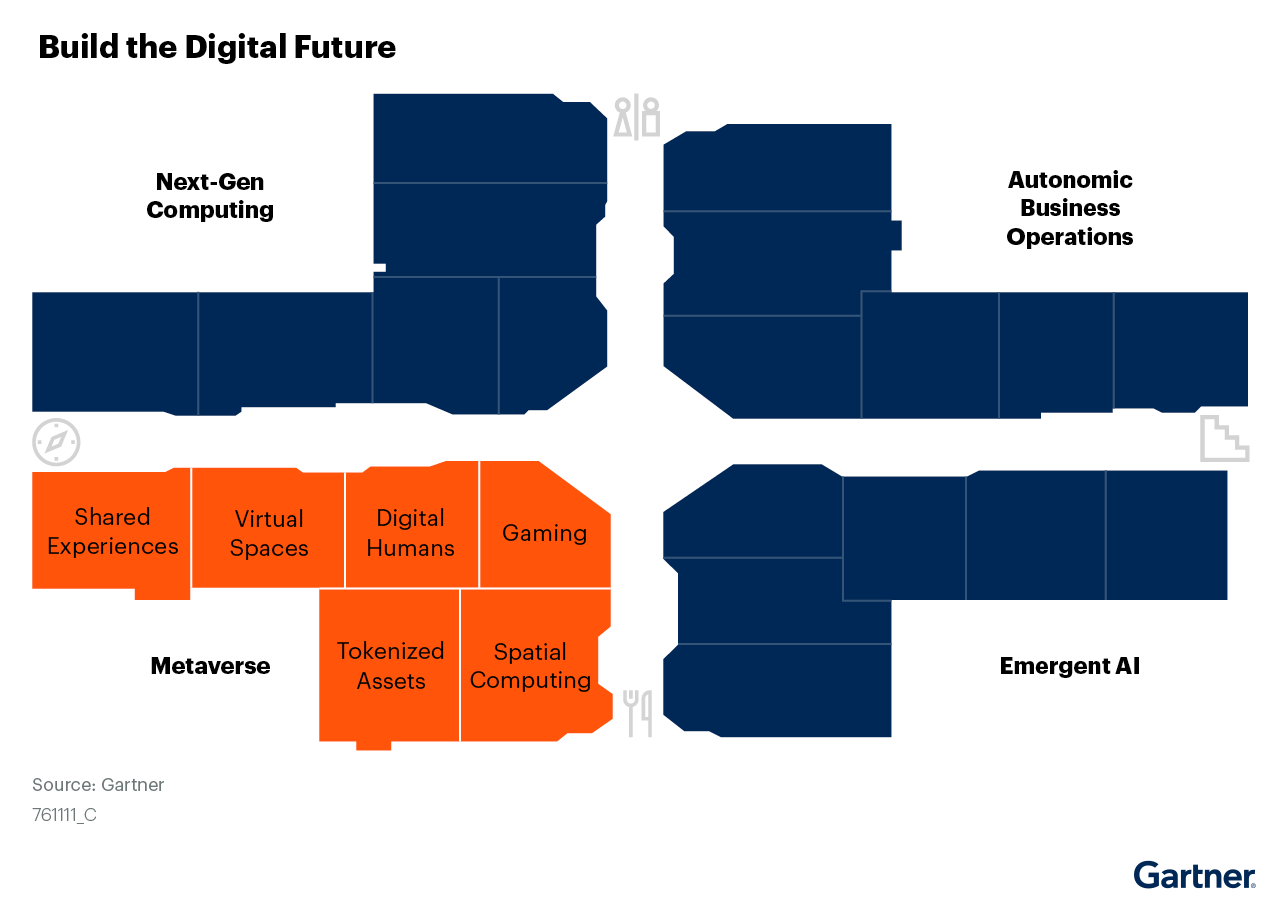 Build the Digital Future
Next-Gen
Computing
Autonomic
Business
Operations
Shared
Experiences
Virtual
Spaces
Digital
Humans
Gaming
Tokenized
Assets
Spatial
Computing
Metaverse
Emergent AI
Source: Gartner
761111_C
Gartner®